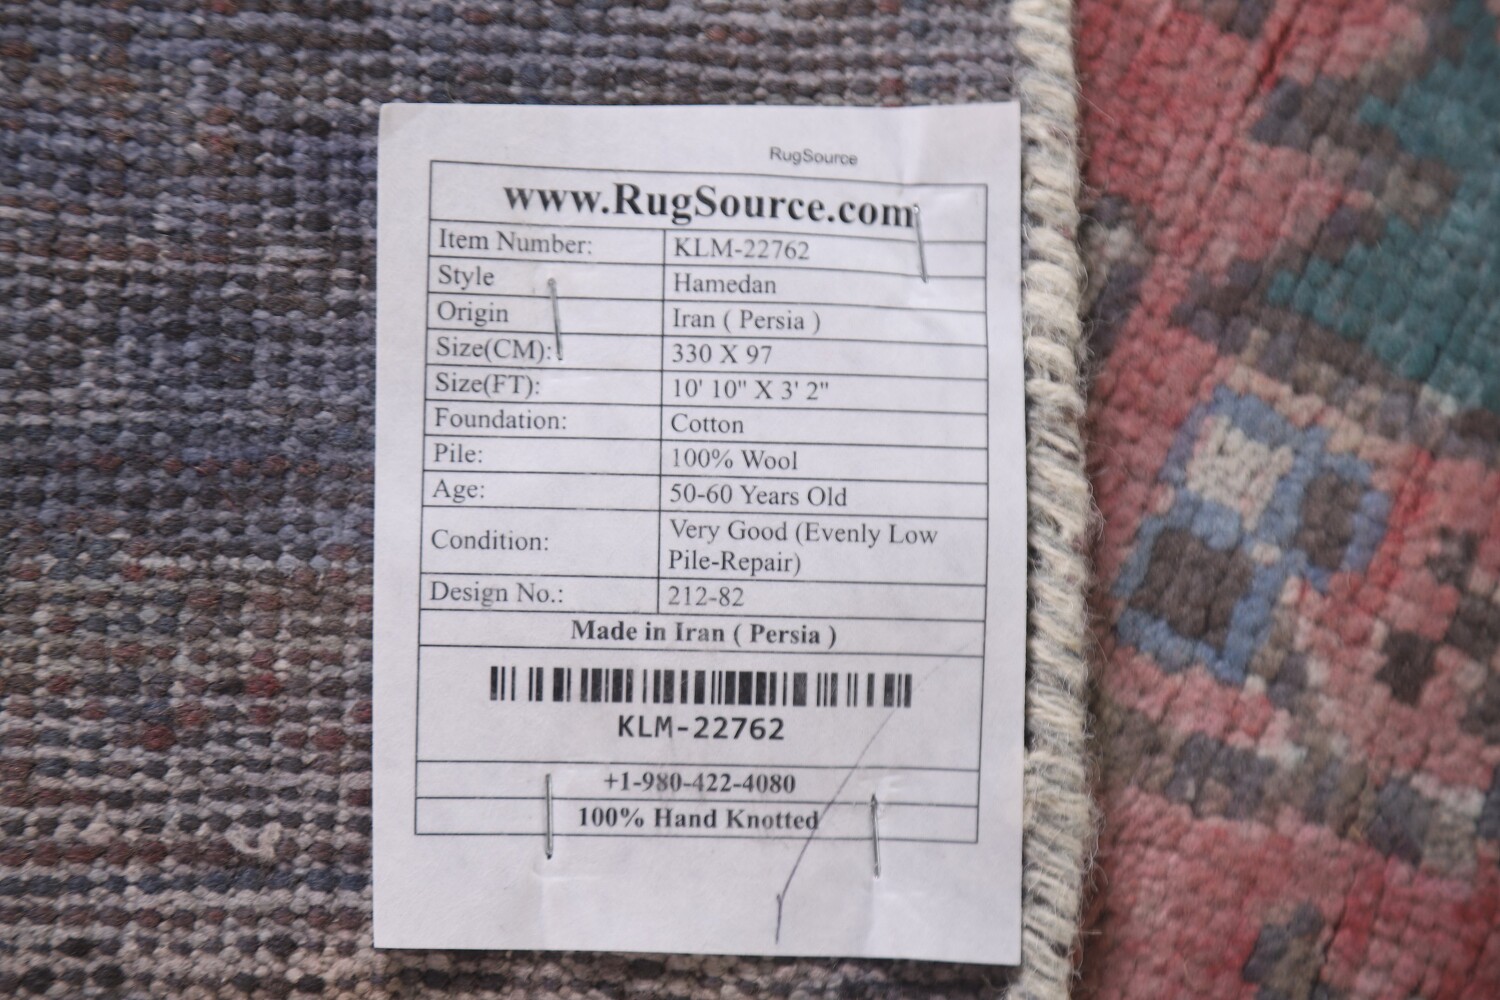 RugSource
www.RugSource.com
Item Number: KLM-22762
Style Hamedan
Origin Iran ( Persia )
Size(CM): 330 X 97
Size(FT): 10' 10" X 3' 2"
Foundation: Cotton
Pile: 100% Wool
Age: 50-60 Years Old
Condition: Very Good (Evenly Low
Pile-Repair)
Design No.: 212-82
Made in Iran ( Persia )
KLM-22762
+1-980-422-4080
100% Hand Knotted